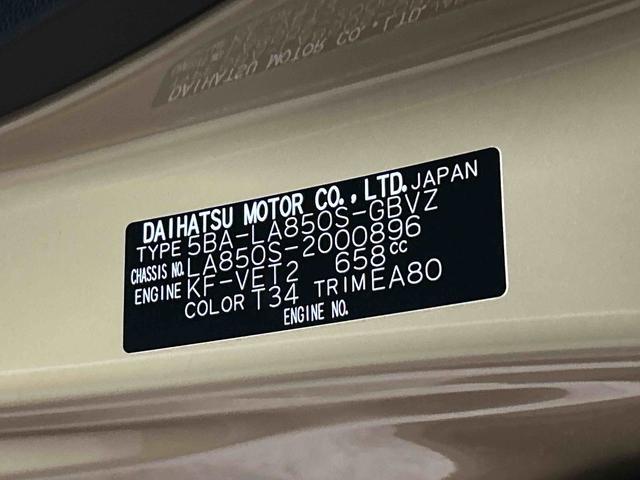 DAIHATSU MOTOR CO., LTD. JAPAN
TYPE 5BA-LA850S-GBVZ
CHASSIS NO. LA850S-2000896
ENGINE KF-VET2 658cc
COLOR T34 TRIM EA80
ENGINE NO.